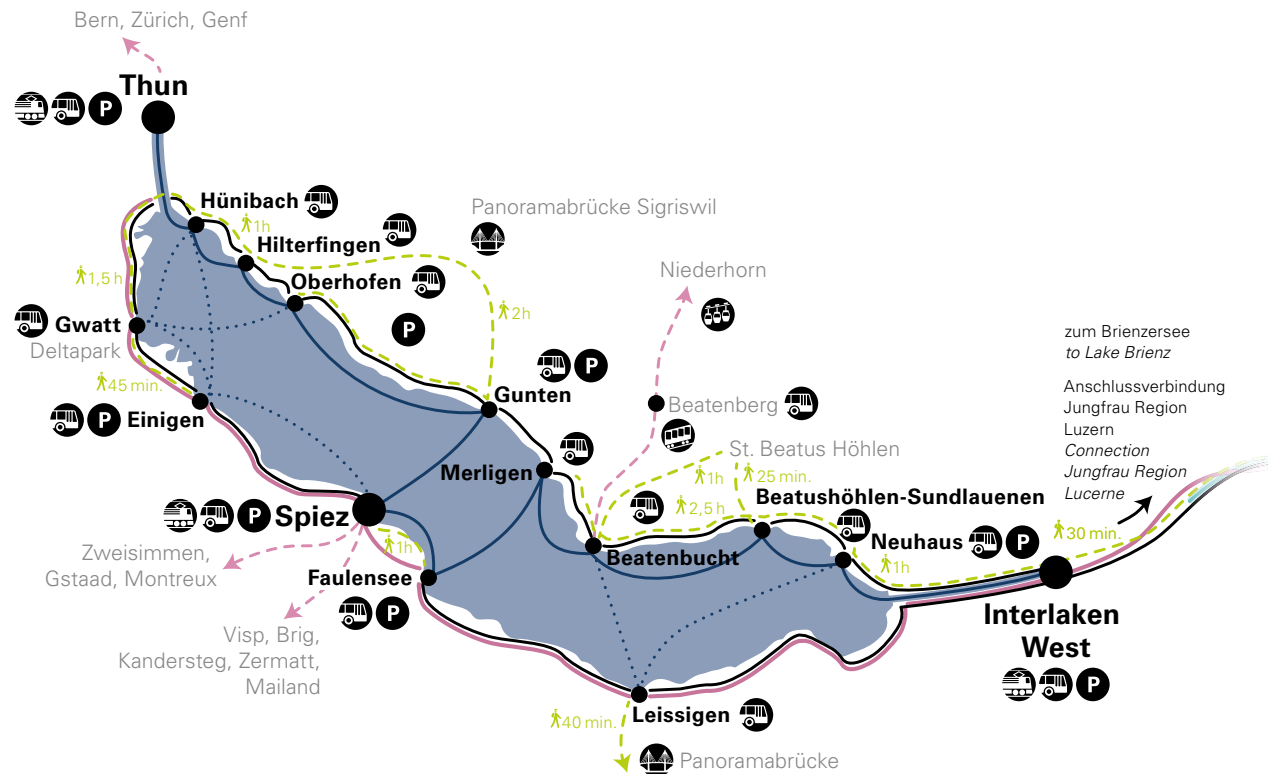 Bern, Zürich, Genf
Thun
P
Hünibach
1h
Panoramabrücke Sigriswil
Hilterfingen
Oberhofen
1,5 h
Niederhorn
P
2h
Gwatt
Deltapark
zum Brienzersee
to Lake Brienz
P
45 min.
Anschlussverbindung
Jungfrau Region
Luzern
Connection
Jungfrau Region
Lucerne
Gunten
Beatenberg
P
Einigen
St. Beatus Höhlen
Merligen
1h
25 min.
Beatushöhlen-Sundlauenen
2,5 h
P
Spiez
30 min.
Neuhaus
P
1h
Beatenbucht
1h
Zweisimmen,
Gstaad, Montreux
Faulensee
P
Interlaken
West
P
Visp, Brig,
Kandersteg, Zermatt,
Mailand
40 min.
Leissigen
Panoramabrücke